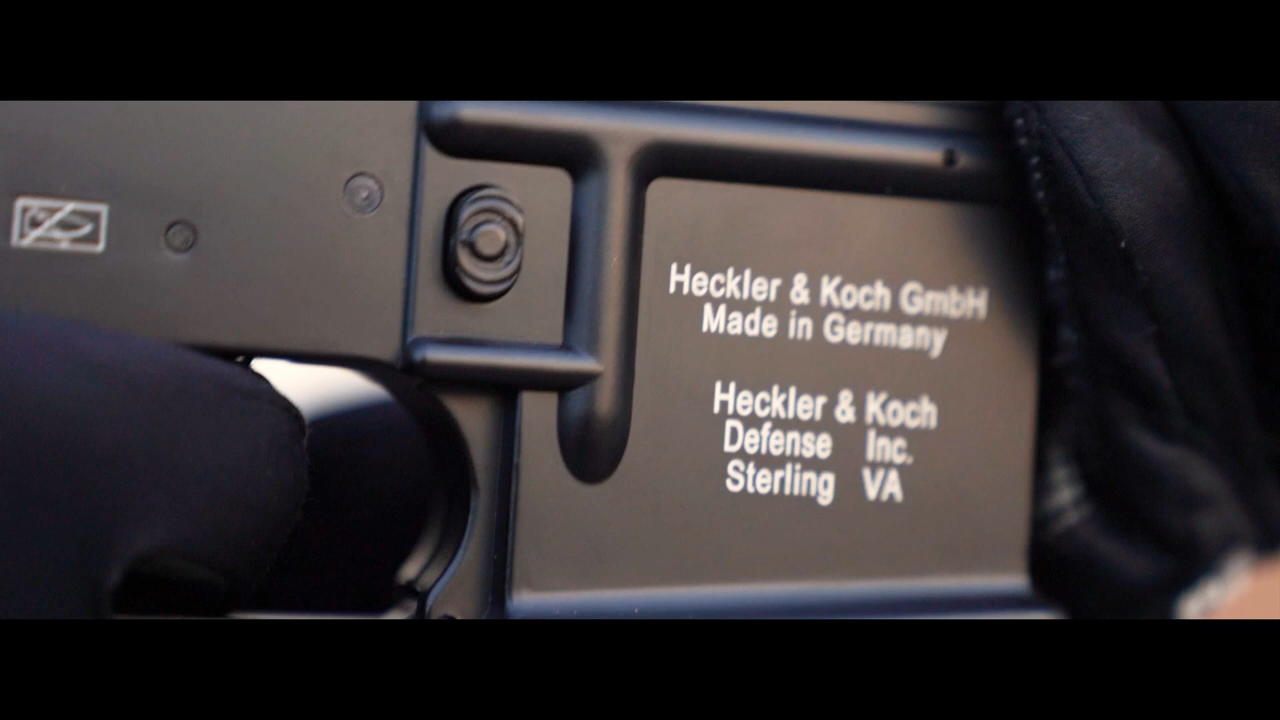 Heckler & Koch GmbH
Made in Germany
Heckler & Koch
Defense Inc.
Sterling VA